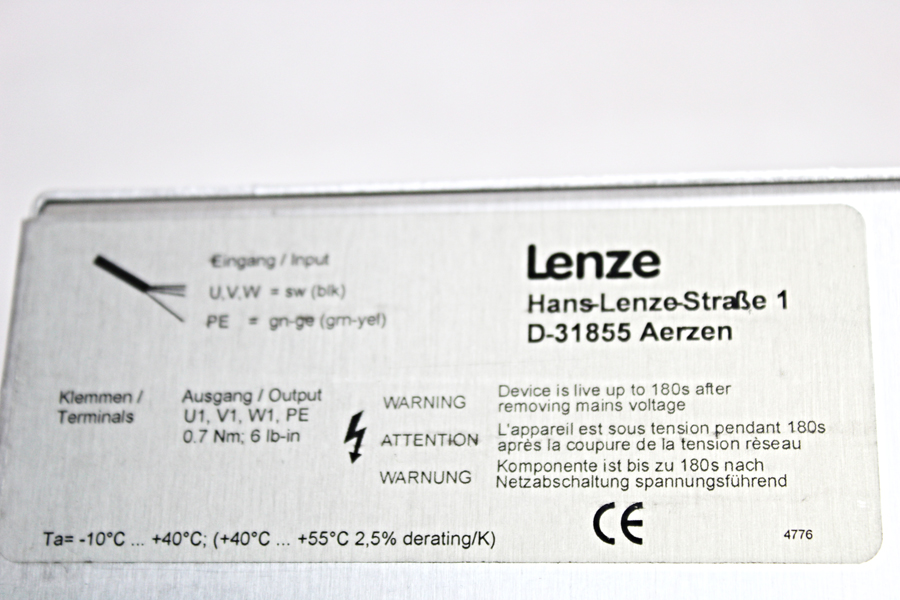 Eingang / Input
U,V,W = sw (blk)
PE = gn-ge (grn-yel)
Lenze
Hans-Lenze-Straße 1
D-31855 Aerzen
Klemmen /
Terminals
Ausgang / Output
U1, V1, W1, PE
0.7 Nm; 6 lb-in
WARNING
Device is live up to 180s after
removing mains voltage
ATTENTION
L'appareil est sous tension pendant 180s
après la coupure de la tension rèseau
WARNUNG
Komponente ist bis zu 180s nach
Netzabschaltung spannungsführend
Ta= -10°C ... +40°C; (+40°C ... +55°C 2,5% derating/K)
CE
4776